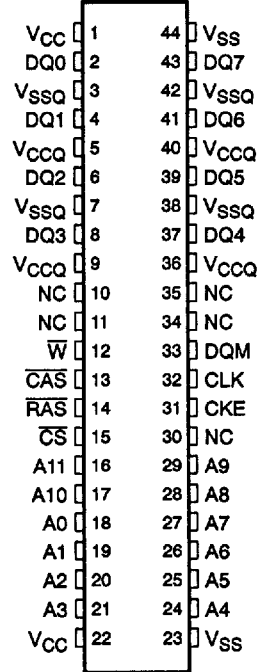 VCC 1 44 VSS
DQ0 2 43 DQ7
VSSQ 3 42 VSSQ
DQ1 4 41 DQ6
VCCQ 5 40 VCCQ
DQ2 6 39 DQ5
VSSQ 7 38 VSSQ
DQ3 8 37 DQ4
VCCQ 9 36 VCCQ
NC 10 35 NC
NC 11 34 NC
W̅ 12 33 DQM
C̅A̅S̅ 13 32 CLK
R̅A̅S̅ 14 31 CKE
C̅S̅ 15 30 NC
A11 16 29 A9
A10 17 28 A8
A0 18 27 A7
A1 19 26 A6
A2 20 25 A5
A3 21 24 A4
VCC 22 23 VSS